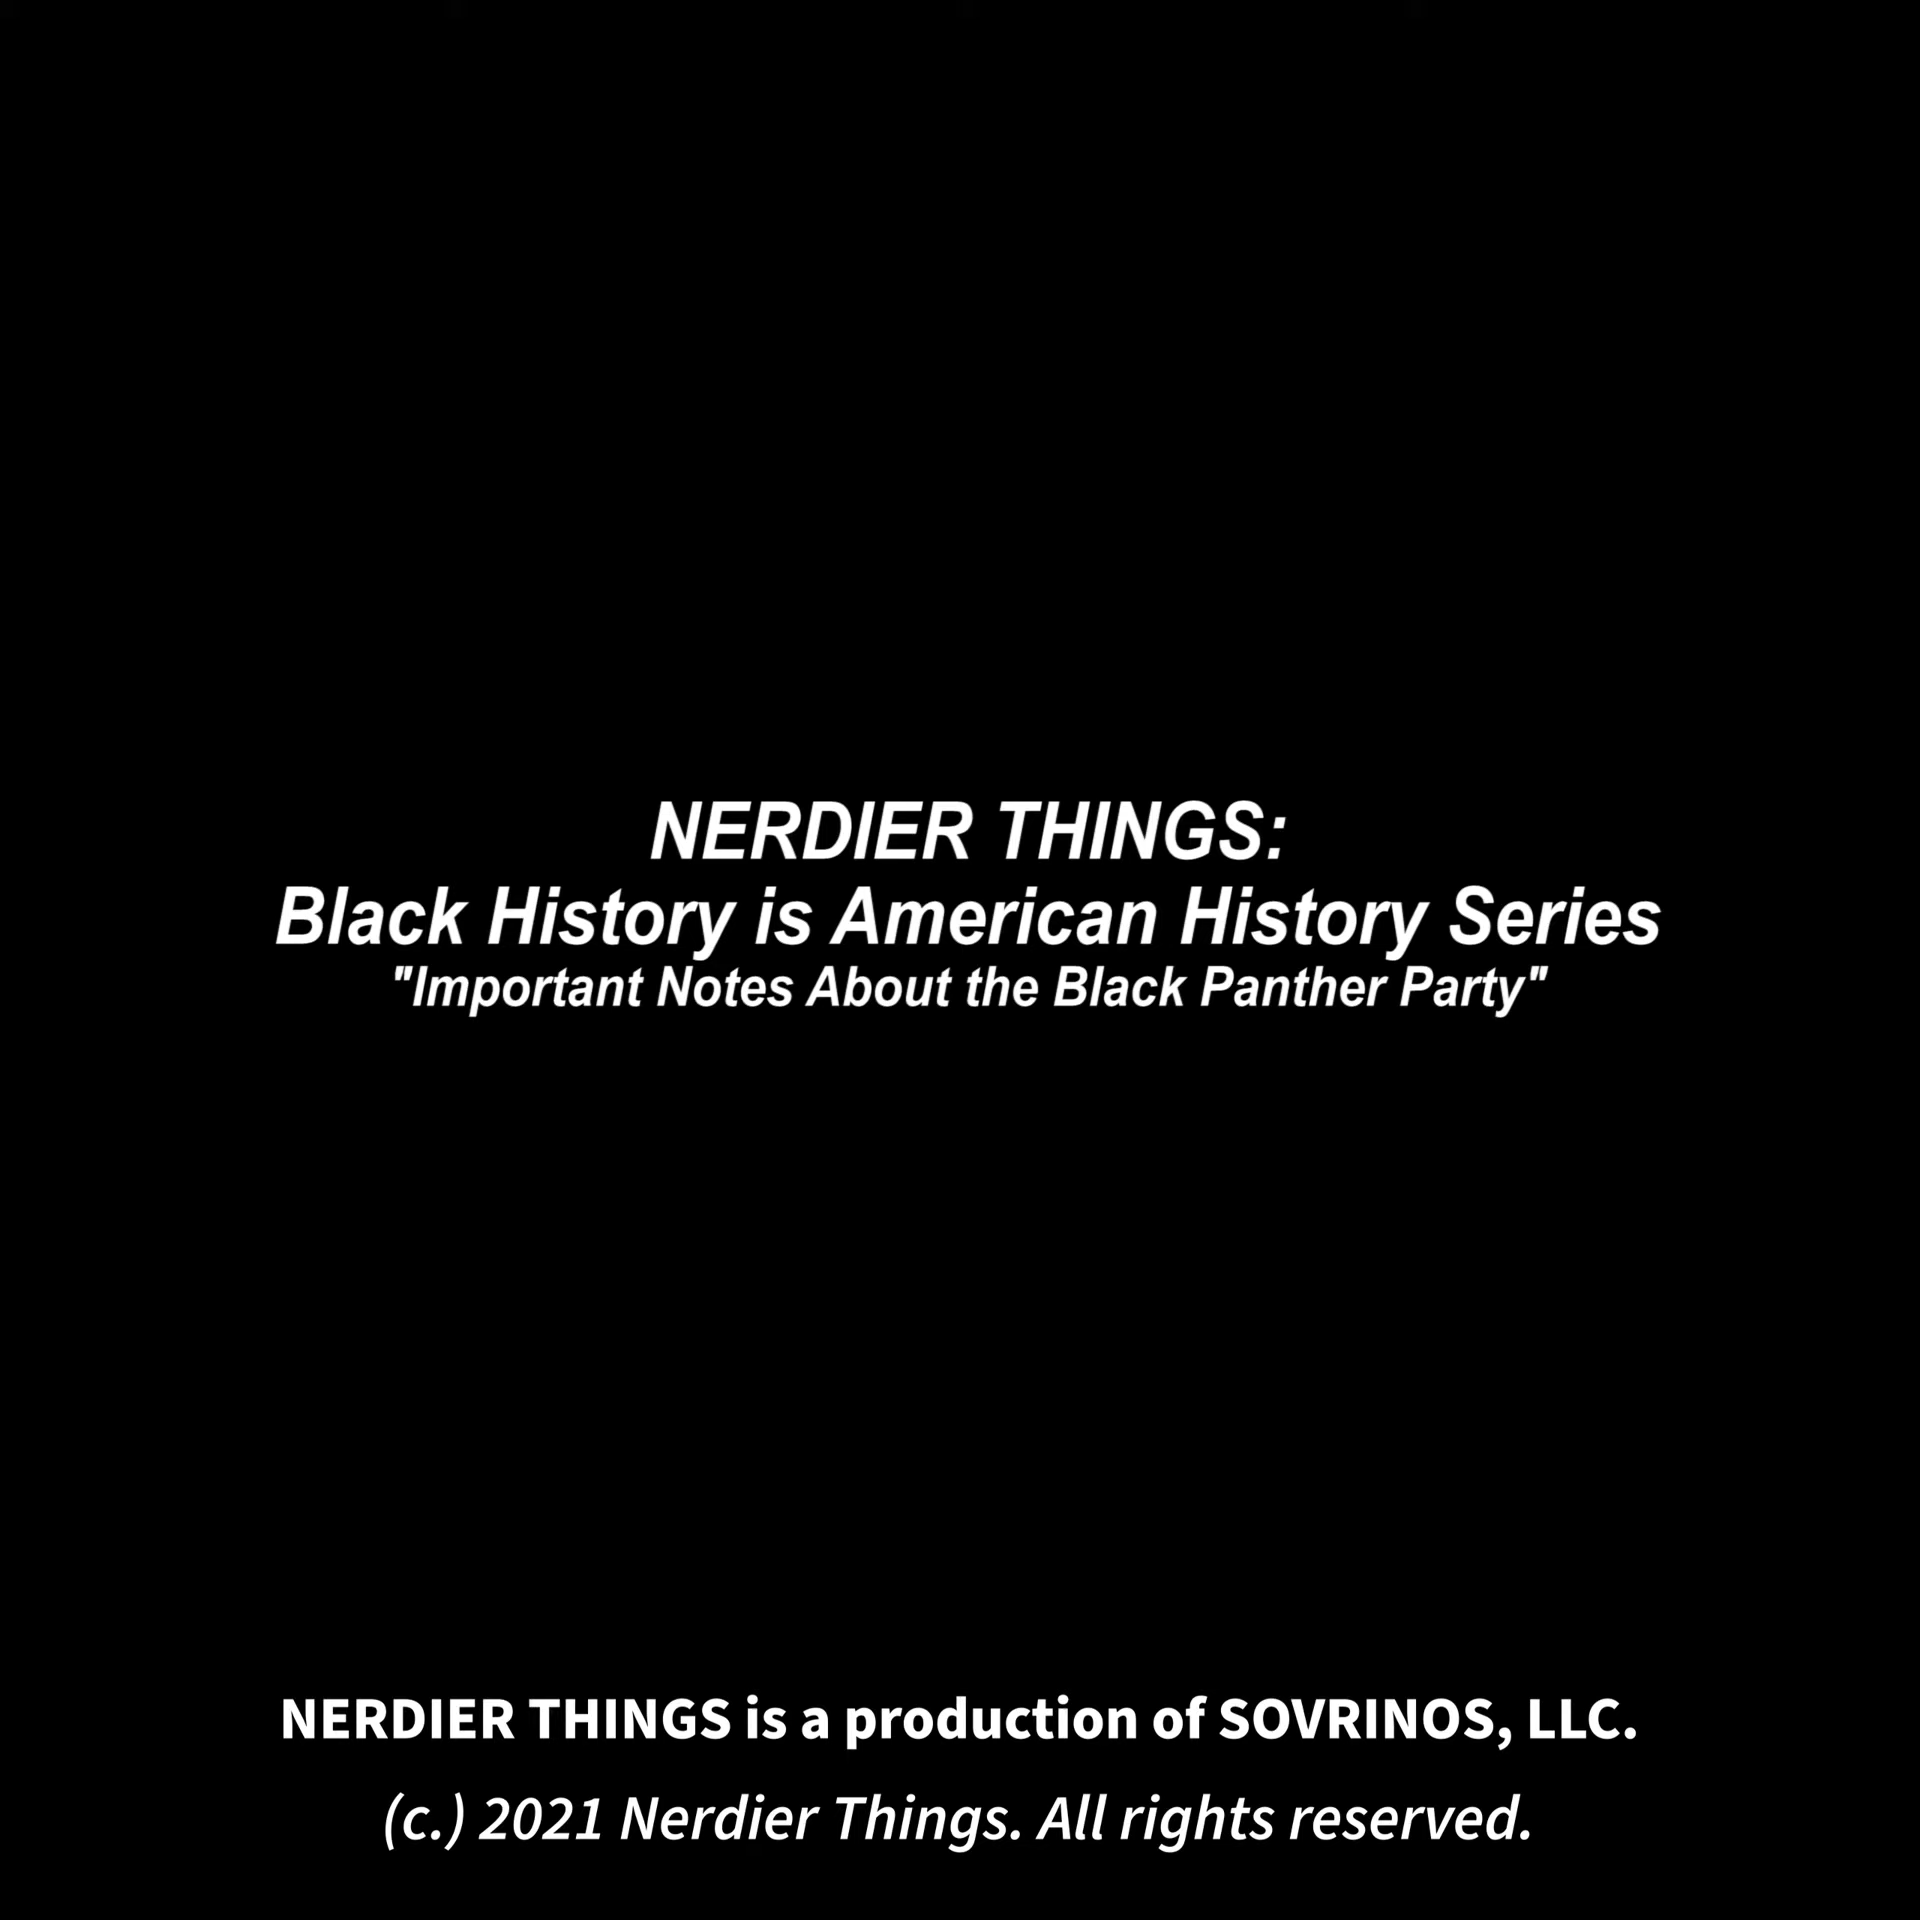 NERDIER THINGS:
Black History is American History Series
"Important Notes About the Black Panther Party"
NERDIER THINGS is a production of SOVRINOS, LLC.
(c.) 2021 Nerdier Things. All rights reserved.